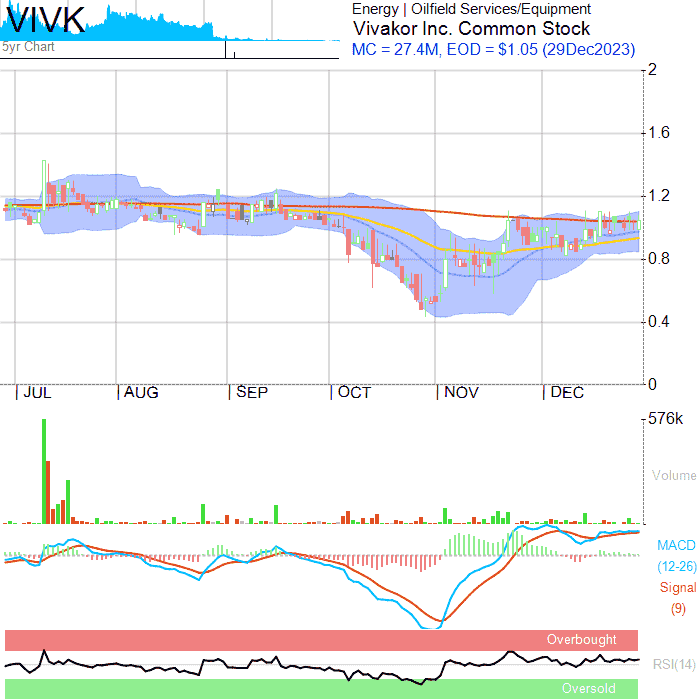 VIVK
5yr Chart
Energy | Oilfield Services/Equipment
Vivakor Inc. Common Stock
MC = 27.4M, EOD = $1.05 (29Dec2023)
2
1.6
1.2
0.8
0.4
0
JUL AUG SEP OCT NOV DEC
576k
Volume
MACD
(12-26)
Signal
(9)
Overbought
RSI(14)
Oversold